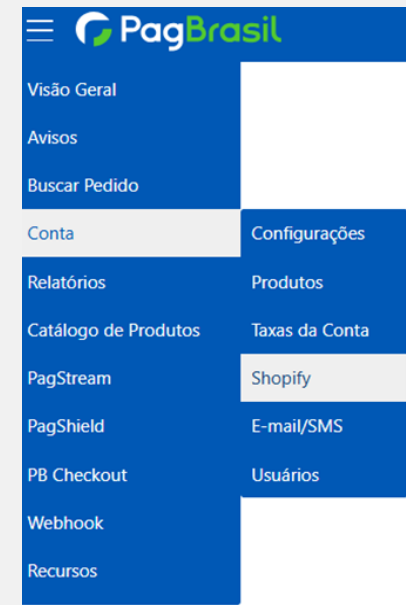 PagBrasil
Visão Geral
Avisos
Buscar Pedido
Conta
Relatórios
Catálogo de Produtos
PagStream
PagShield
PB Checkout
Webhook
Recursos
Configurações
Produtos
Taxas da Conta
Shopify
E-mail/SMS
Usuários